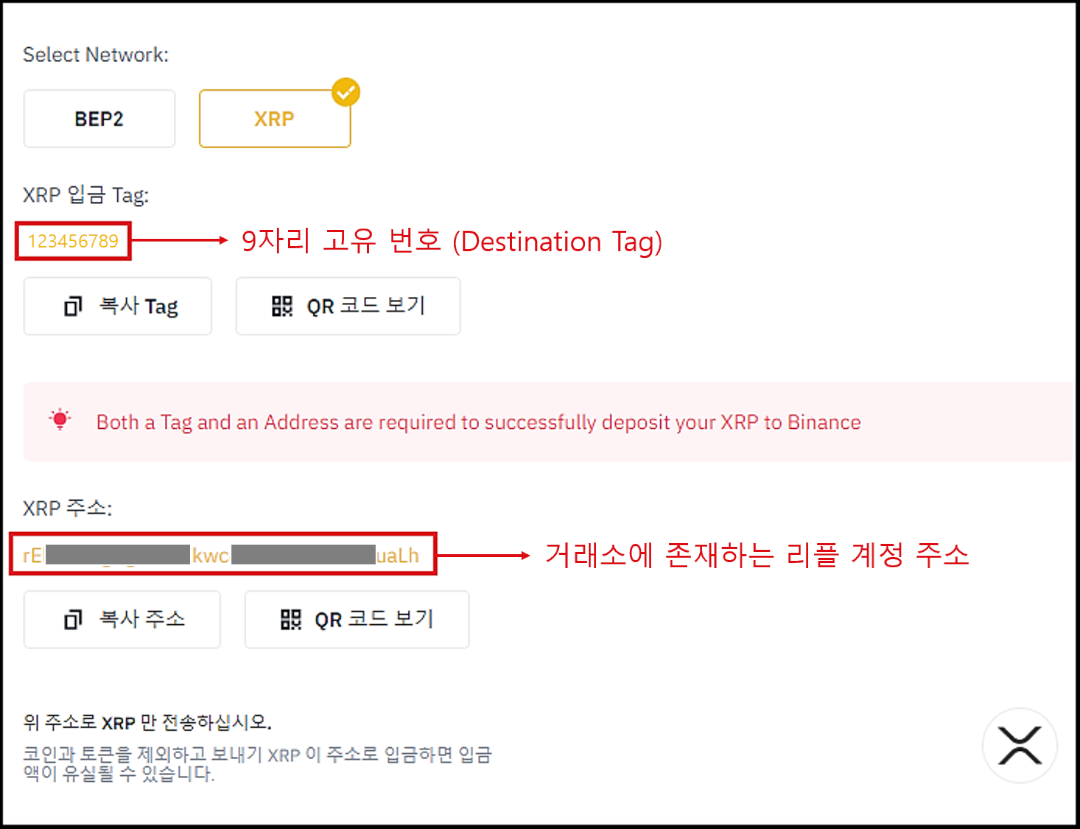 Select Network:
BEP2 XRP
XRP 입금 Tag:
123456789 9자리 고유 번호 (Destination Tag)
복사 Tag QR 코드 보기
Both a Tag and an Address are required to successfully deposit your XRP to Binance
XRP 주소:
rE kwc uaLh 거래소에 존재하는 리플 계정 주소
복사 주소 QR 코드 보기
위 주소로 XRP 만 전송하십시오.
코인과 토큰을 제외하고 보내기 XRP 이 주소로 입금하면 입금
액이 유실될 수 있습니다.